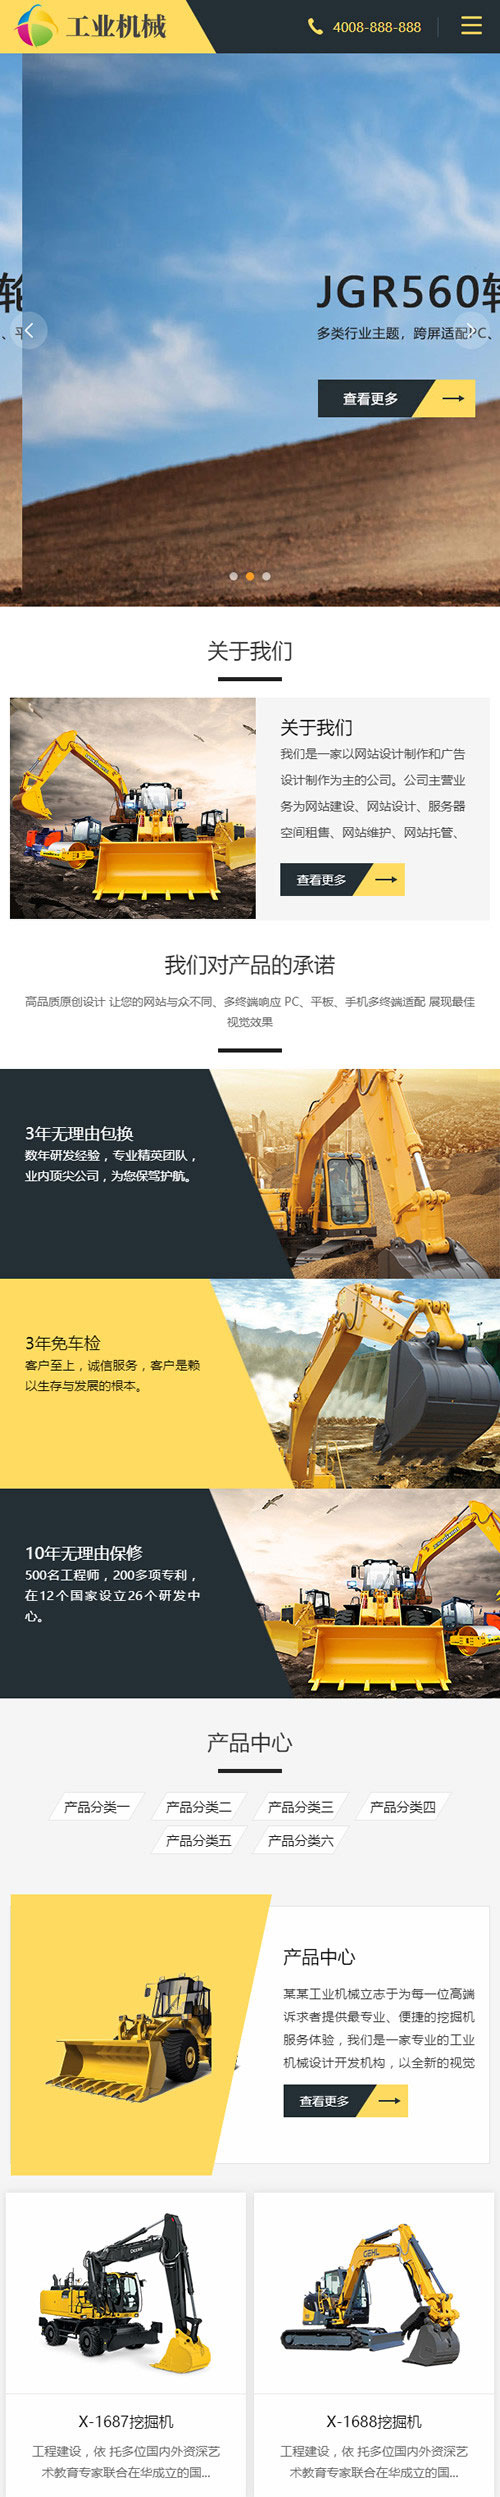 工业机械
4008-888-888
轮
JGR560轮
、平
多类行业主题，跨屏适配PC、
查看更多
关于我们
关于我们
我们是一家以网站设计制作和广告
设计制作为主的公司。公司主营业
务为网站建设、网站设计、服务器
空间租售、网站维护、网站托管、
查看更多
我们对产品的承诺
高品质原创设计 让您的网站与众不同、多终端响应 PC、平板、手机多终端适配 展现最佳
视觉效果
3年无理由包换
数年研发经验，专业精英团队，
业内顶尖公司，为您保驾护航。
3年免车检
客户至上，诚信服务，客户是赖
以生存与发展的根本。
10年无理由保修
500名工程师，200多项专利，
在12个国家设立26个研发中
心。
产品中心
产品分类一
产品分类二
产品分类三
产品分类四
产品分类五
产品分类六
产品中心
某某工业机械立志于为每一位高端
诉求者提供最专业、便捷的挖掘机
服务体验，我们是一家专业的工业
机械设计开发机构，以全新的视觉
查看更多
DEERE
GEHL
X-1687挖掘机
工程建设，依 托多位国内外资深艺
术教育专家联合在华成立的国...
X-1688挖掘机
工程建设，依 托多位国内外资深艺
术教育专家联合在华成立的国...